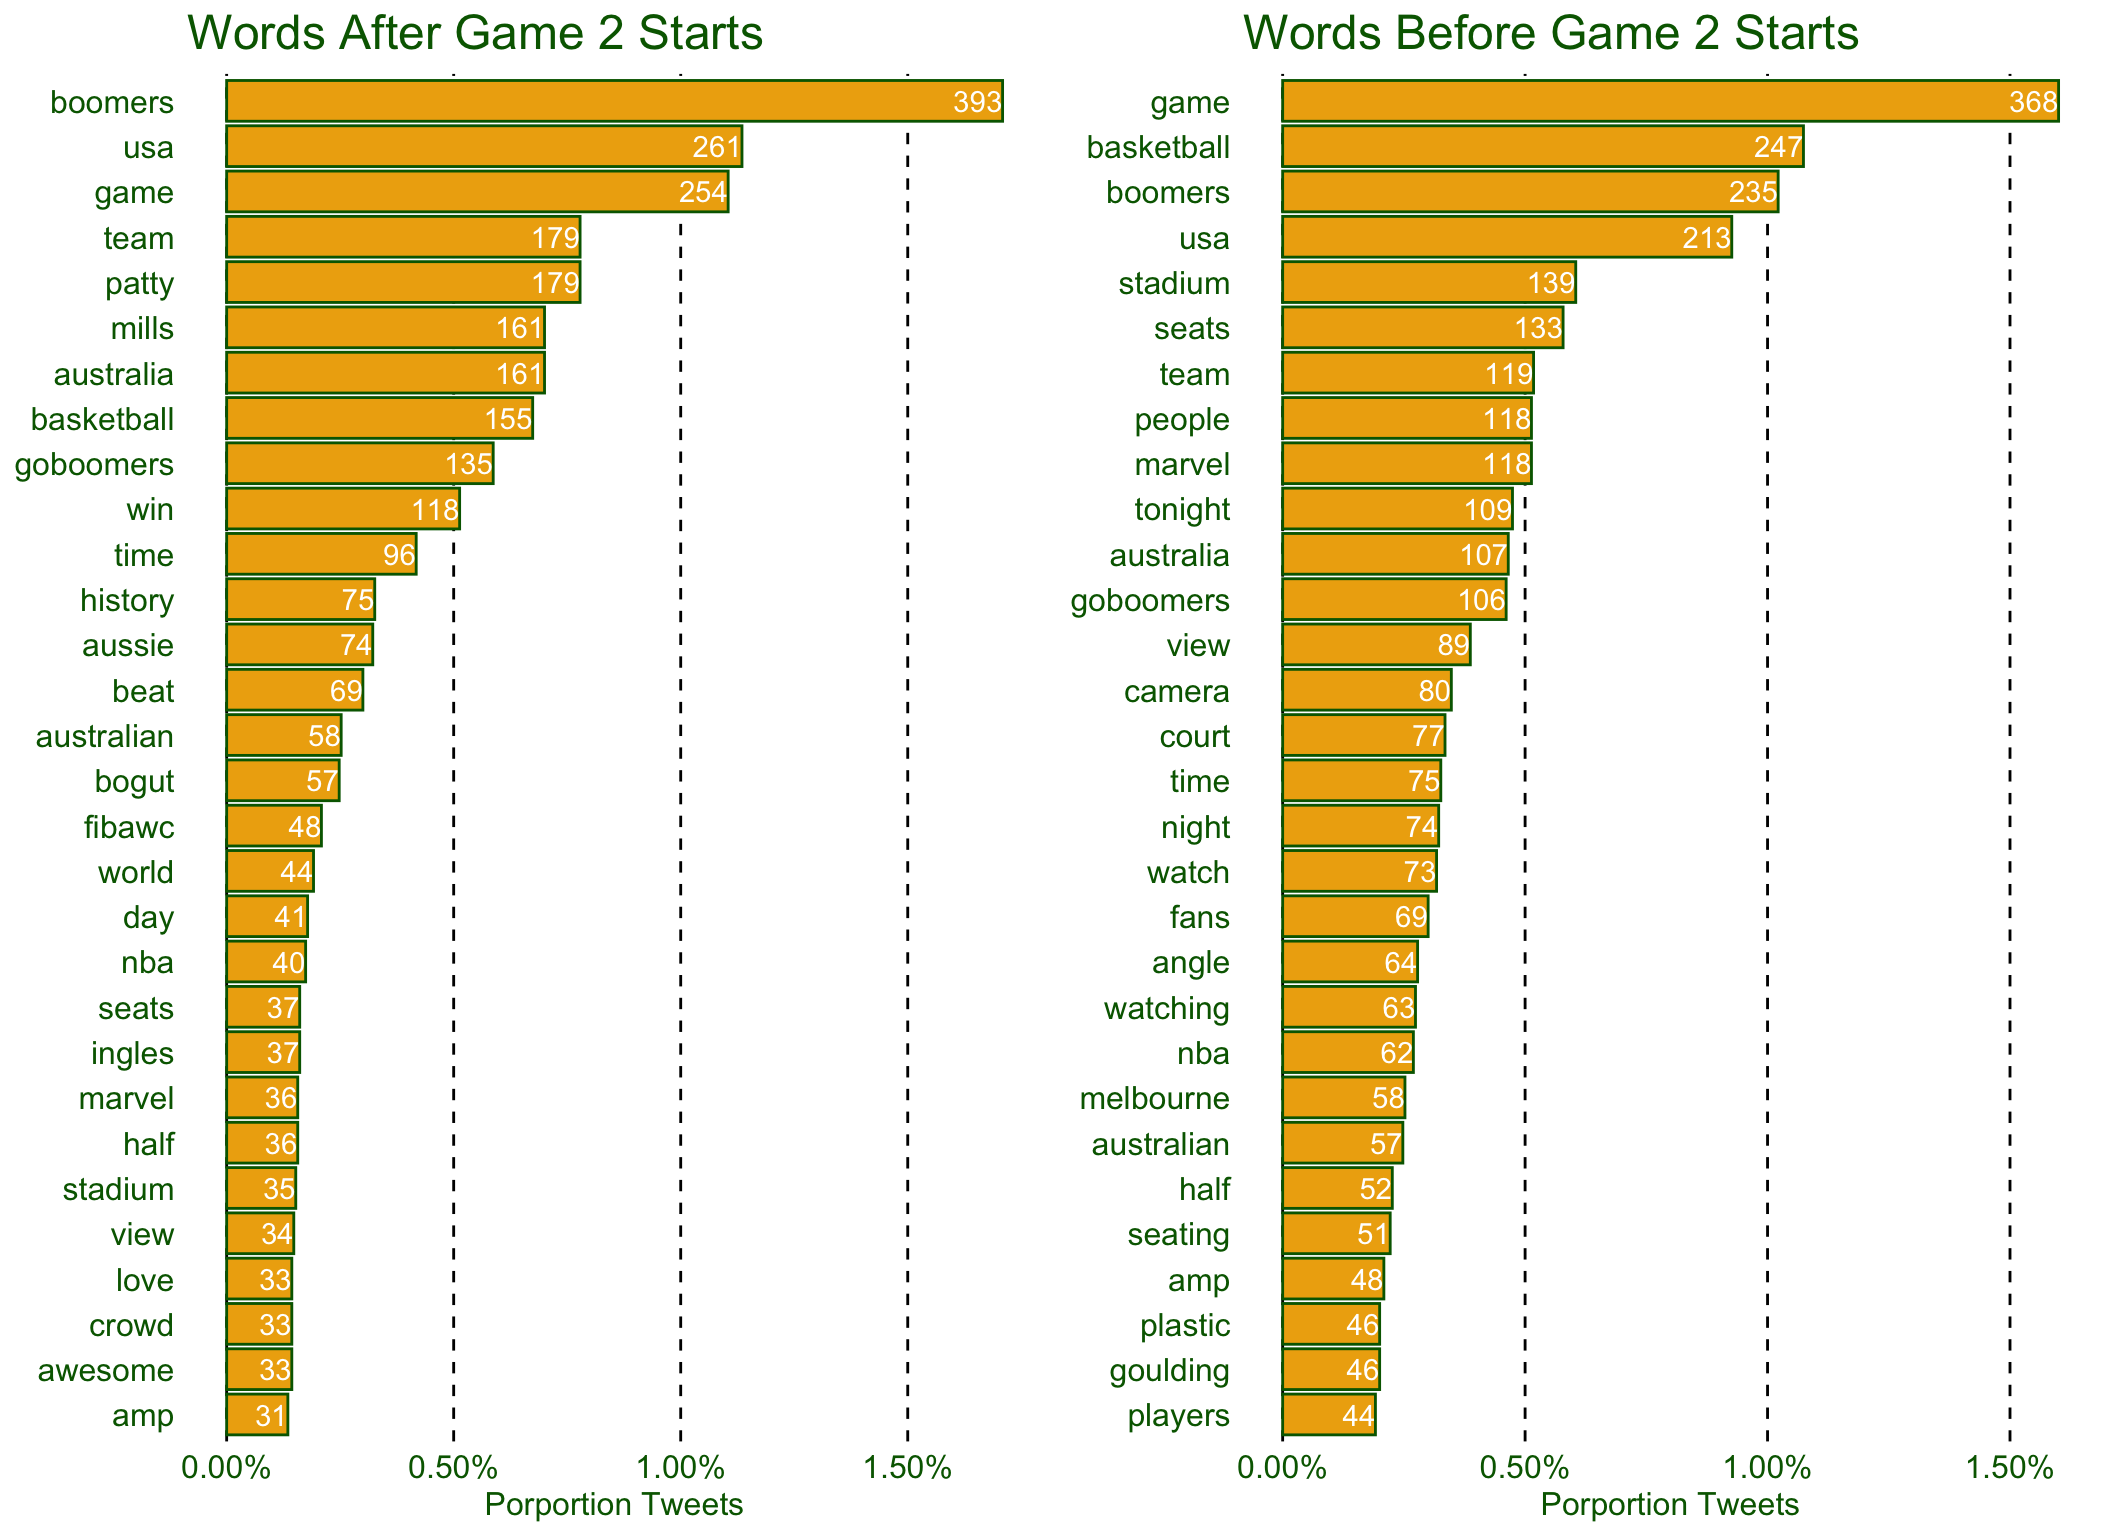 Words After Game 2 Starts
boomers 393
usa 261
game 254
team 179
patty 179
mills 161
australia 161
basketball 155
goboomers 135
win 118
time 96
history 75
aussie 74
beat 69
australian 58
bogut 57
fibawc 48
world 44
day 41
nba 40
seats 37
ingles 37
marvel 36
half 36
stadium 35
view 34
love 33
crowd 33
awesome 33
amp 31
0.00% 0.50% 1.00% 1.50%
Porportion Tweets
Words Before Game 2 Starts
game 368
basketball 247
boomers 235
usa 213
stadium 139
seats 133
team 119
people 118
marvel 118
tonight 109
australia 107
goboomers 106
view 89
camera 80
court 77
time 75
night 74
watch 73
fans 69
angle 64
watching 63
nba 62
melbourne 58
australian 57
half 52
seating 51
amp 48
plastic 46
goulding 46
players 44
0.00% 0.50% 1.00% 1.50%
Porportion Tweets